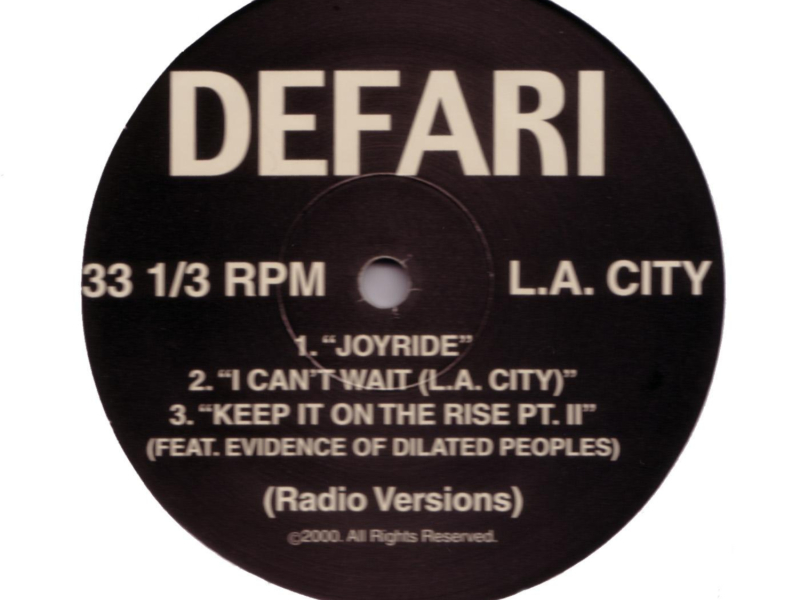 DEFARI
33 1/3 RPM L.A. CITY
1. “JOYRIDE”
2. “I CAN’T WAIT (L.A. CITY)”
3. “KEEP IT ON THE RISE PT. II”
(FEAT. EVIDENCE OF DILATED PEOPLES)
(Radio Versions)
©2000. All Rights Reserved.